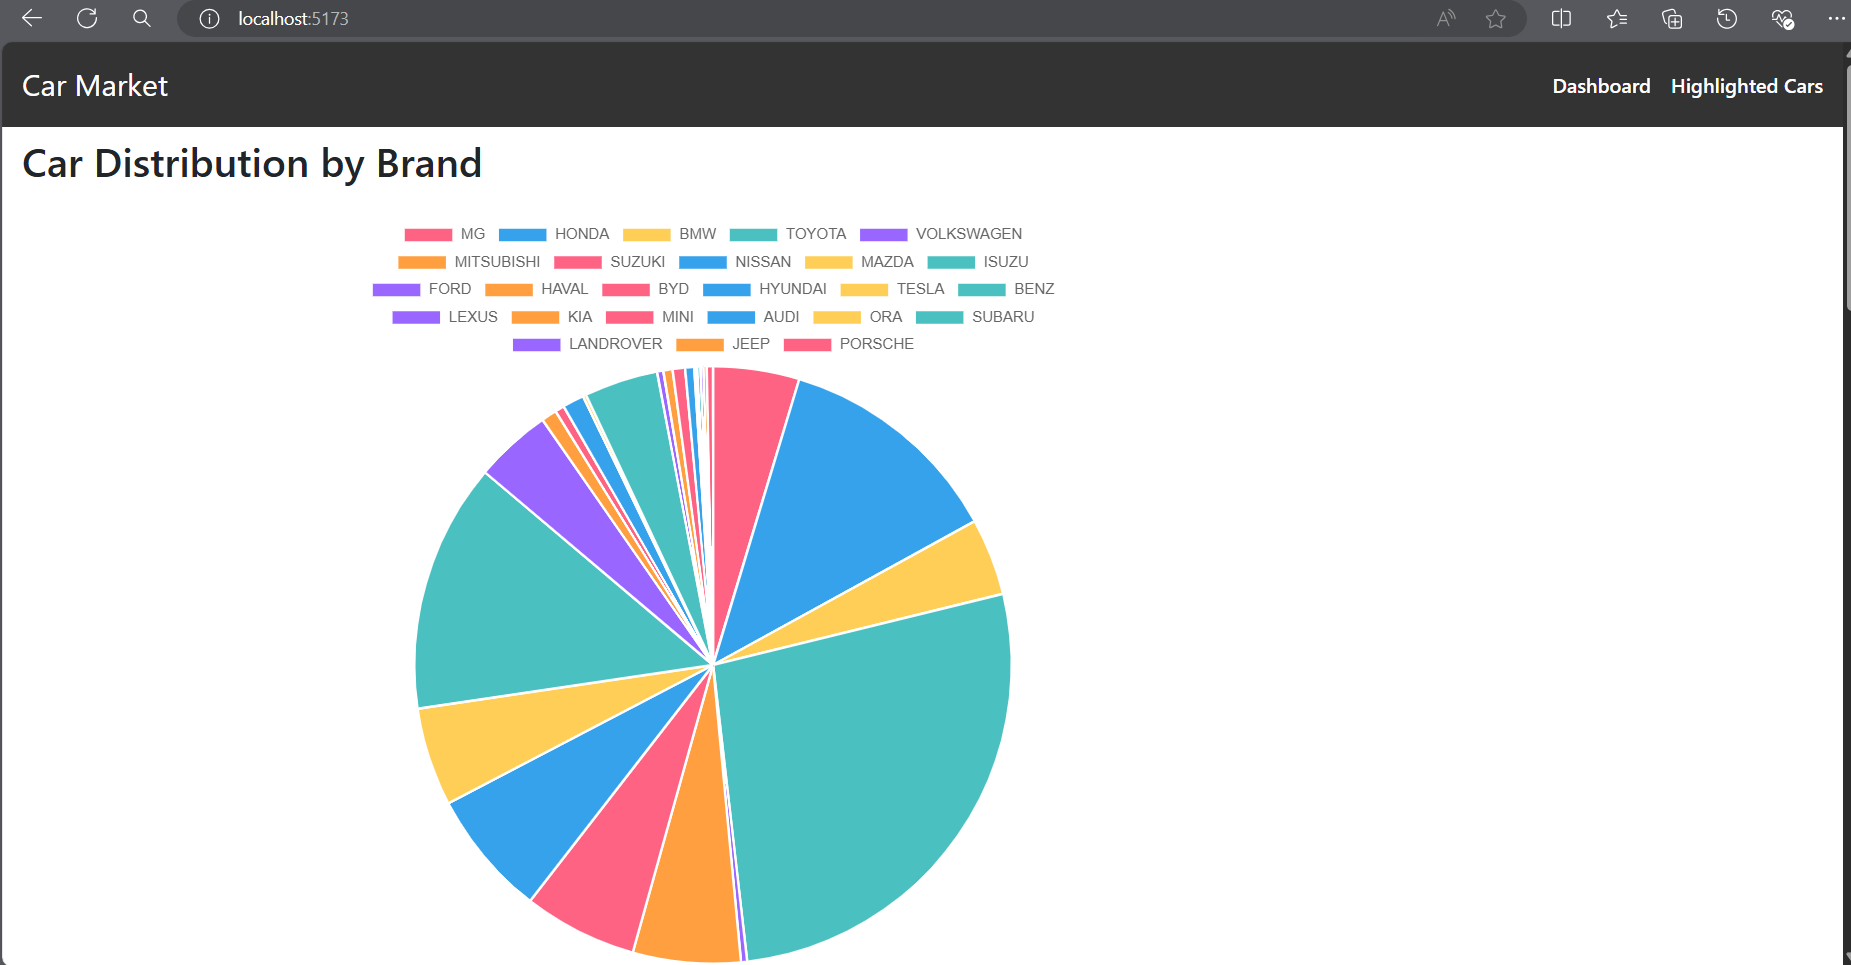 localhost:5173
Car Market
Dashboard Highlighted Cars
Car Distribution by Brand
MG HONDA BMW TOYOTA VOLKSWAGEN
MITSUBISHI SUZUKI NISSAN MAZDA ISUZU
FORD HAVAL BYD HYUNDAI TESLA BENZ
LEXUS KIA MINI AUDI ORA SUBARU
LANDROVER JEEP PORSCHE